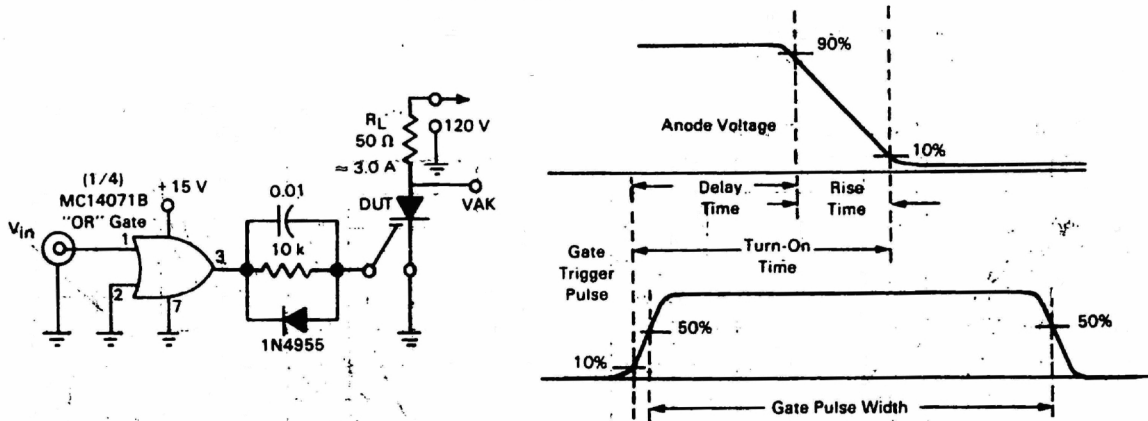 (1/4)
MC14071B
"OR" Gate
Vin
+ 15 V
1
2
3
7
0.01
10 k
1N4955
RL
50 Ω
≈ 3.0 A
120 V
DUT
VAK
90%
Anode Voltage
10%
Delay
Time
Rise
Time
Turn-On
Time
Gate
Trigger
Pulse
50%
50%
10%
Gate Pulse Width